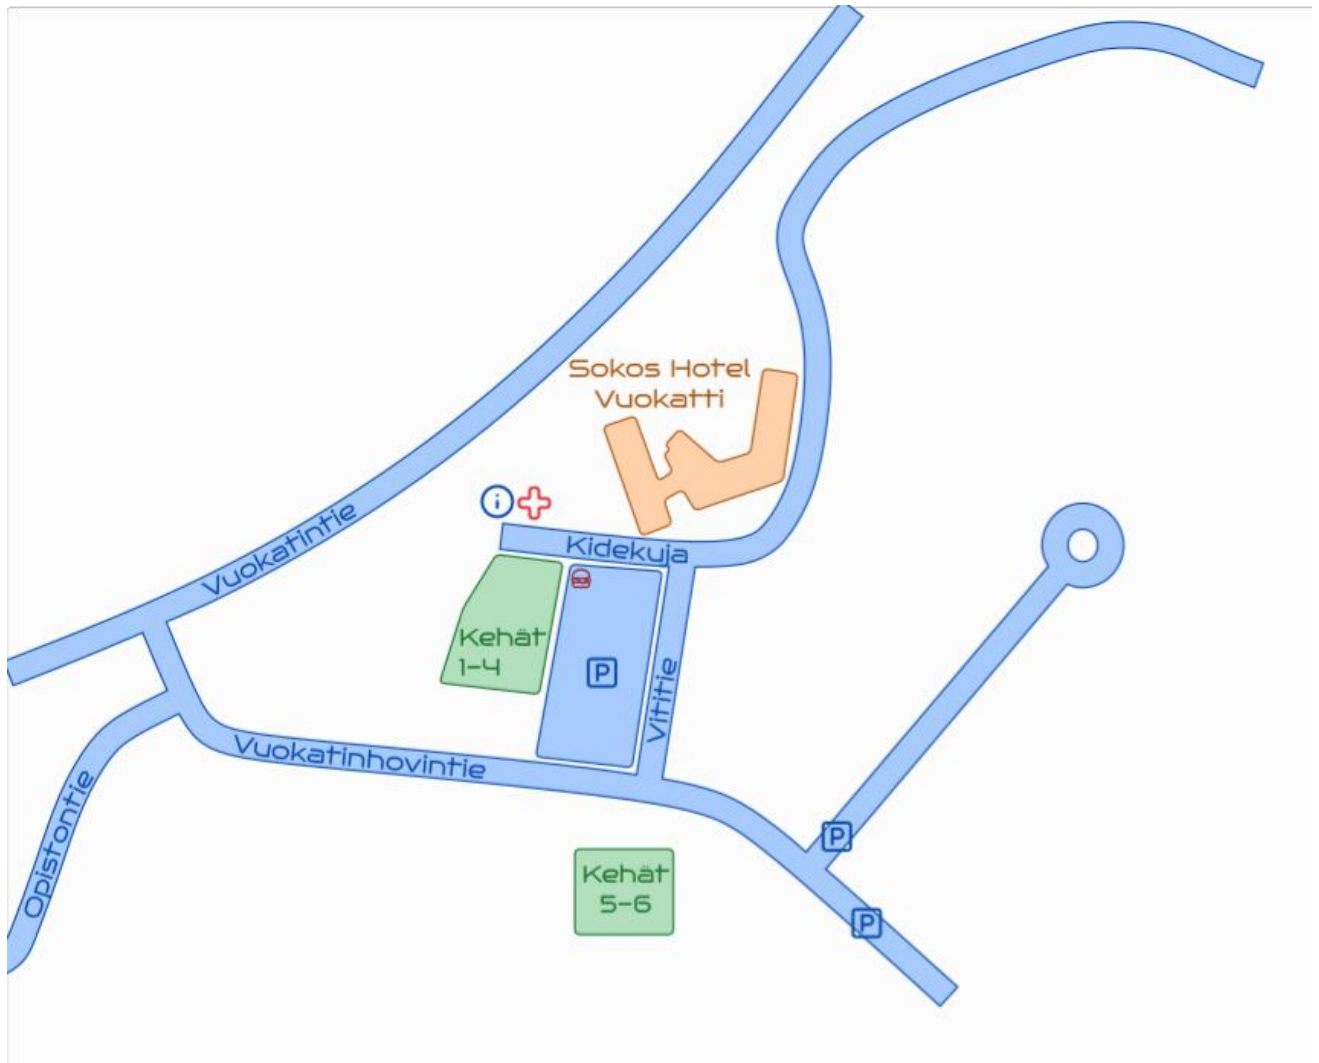 Sokos Hotel
Vuokatti
i
Kidekuja
Vuokatintie
Kehät
1-4
P
Vititie
Vuokatinhovintie
Opistontie
P
Kehät
5-6
P